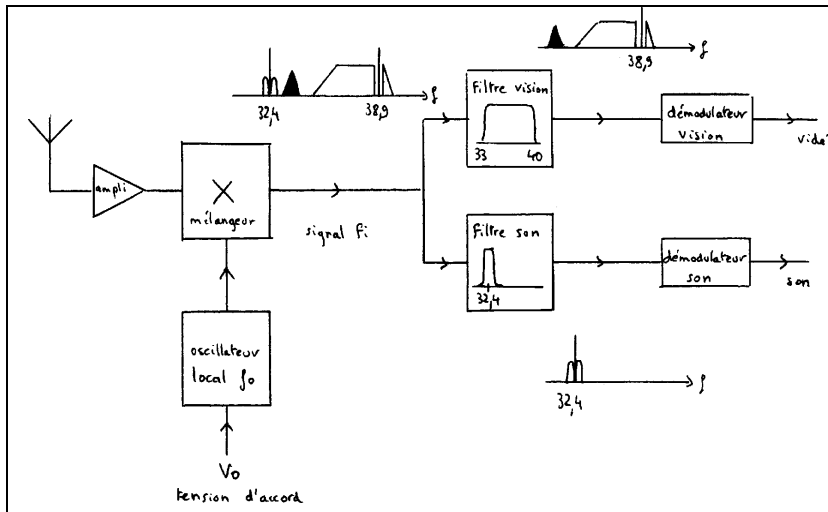 f
38,9
f
32,4
38,9
Filtre vision
33
40
démodulateur
vision
ampli
mélangeur
signal fi
Filtre son
32,4
démodulateur
son
son
oscillateur
local fo
32,4
f
Vo
tension d'accord